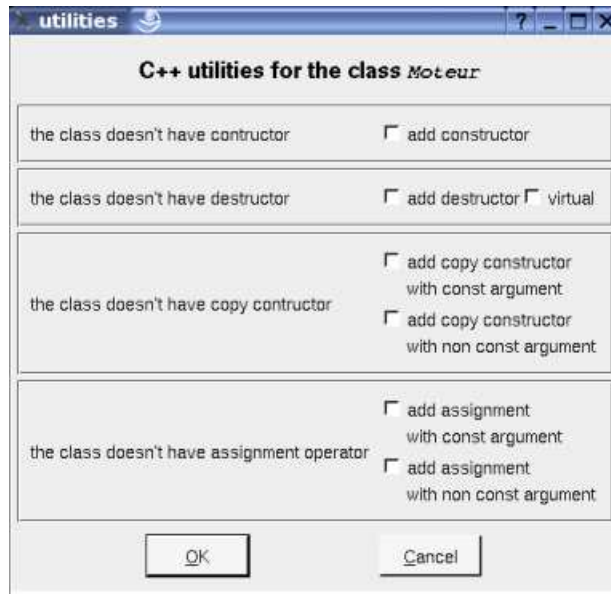 utilities
C++ utilities for the class Moteur
the class doesn't have contructor
add constructor
the class doesn't have destructor
add destructor
virtual
the class doesn't have copy contructor
add copy constructor
with const argument
add copy constructor
with non const argument
the class doesn't have assignment operator
add assignment
with const argument
add assignment
with non const argument
OK
Cancel